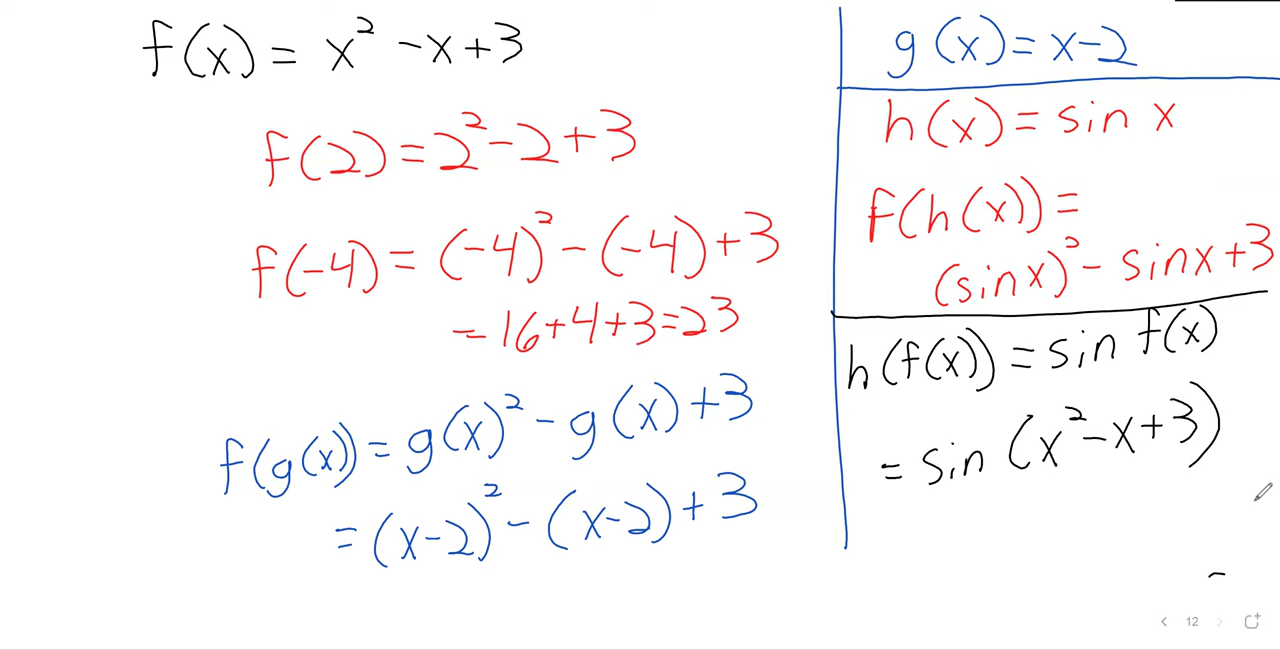 f(x) = x² - x + 3
f(2) = 2² - 2 + 3
f(-4) = (-4)² - (-4) + 3
= 16 + 4 + 3 = 23
f(g(x)) = g(x)² - g(x) + 3
= (x-2)² - (x-2) + 3
g(x) = x - 2
h(x) = sin x
f(h(x)) =
(sin x)² - sin x + 3
h(f(x)) = sin f(x)
= sin (x² - x + 3)
-
< 12 >